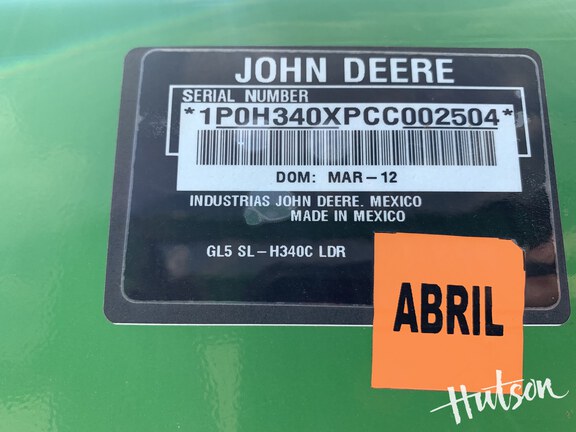 JOHN DEERE
SERIAL NUMBER
*1P0H340XPCC002504*
DOM: MAR-12
INDUSTRIAS JOHN DEERE. MEXICO
MADE IN MEXICO
GL5 SL-H340C LDR
ABRIL
Hutson